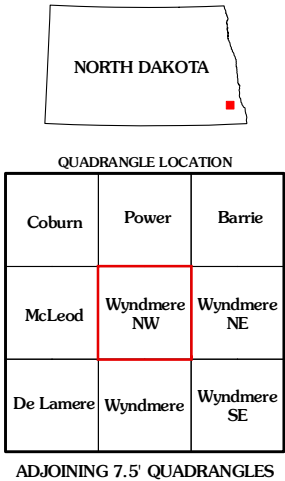 NORTH DAKOTA
QUADRANGLE LOCATION
Coburn
Power
Barrie
McLeod
Wyndmere
NW
Wyndmere
NE
De Lamere
Wyndmere
Wyndmere
SE
ADJOINING 7.5' QUADRANGLES